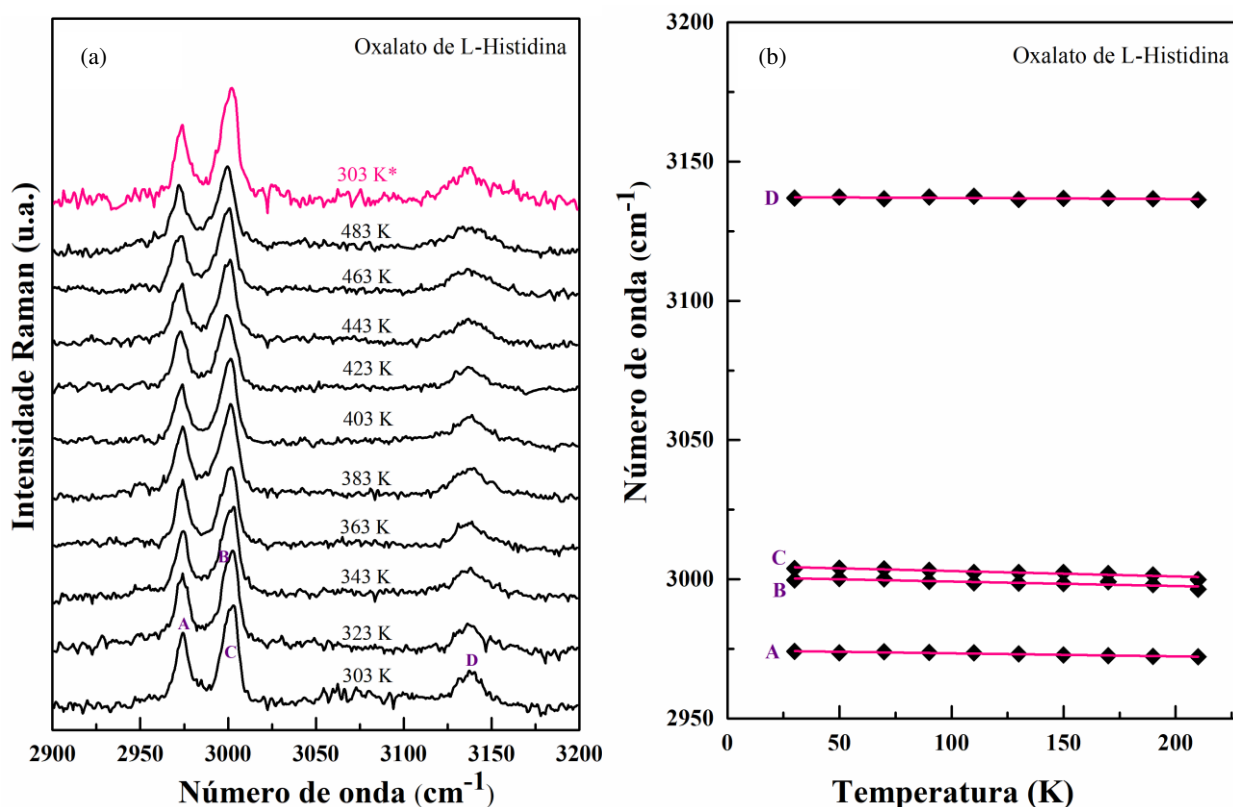 (a)
Oxalato de L-Histidina
303 K*
483 K
463 K
443 K
423 K
403 K
383 K
363 K
343 K
323 K
303 K
A
B
C
D
2900 2950 3000 3050 3100 3150 3200
Número de onda (cm-1)
Intensidade Raman (u.a.)
(b)
Oxalato de L-Histidina
D
C
B
A
3200
3150
3100
3050
3000
2950
0 50 100 150 200
Temperatura (K)
Número de onda (cm-1)